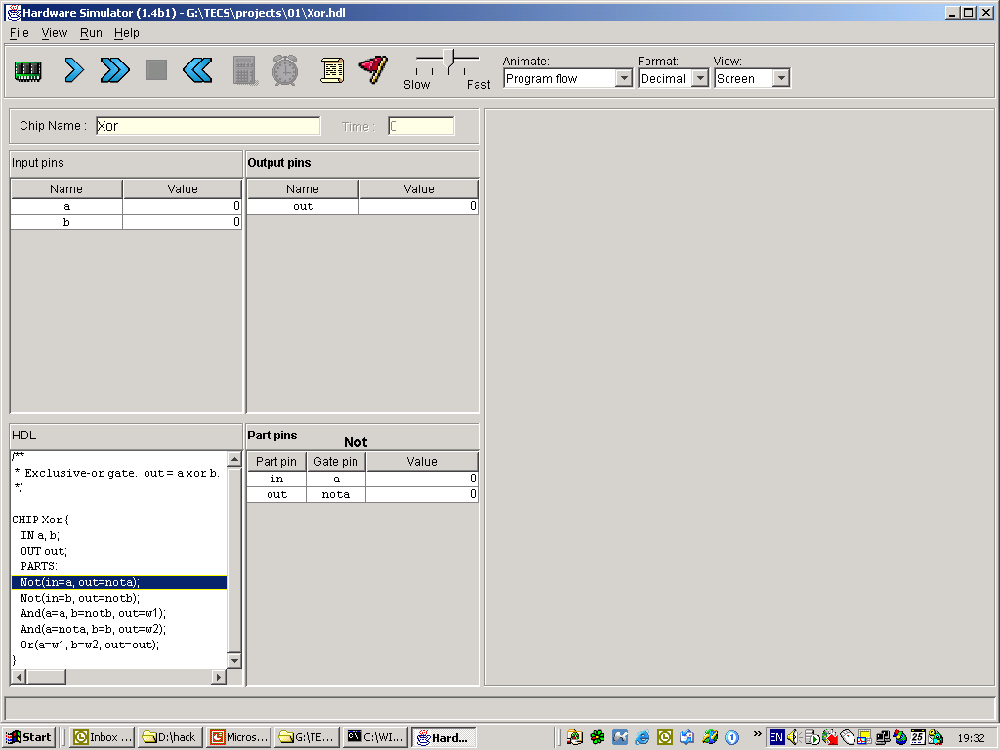 Hardware Simulator (1.4b1) - G:\TECS\projects\01\Xor.hdl
File View Run Help
Slow Fast
Animate: Format: View:
Program flow Decimal Screen
Chip Name : Xor Time : 0
Input pins Output pins
Name Value Name Value
a 0 out 0
b 0
HDL Part pins Not
Part pin Gate pin Value
in a 0
out nota 0
/**
* Exclusive-or gate. out = a xor b.
*/
CHIP Xor {
IN a, b;
OUT out;
PARTS:
Not(in=a, out=nota);
Not(in=b, out=notb);
And(a=a, b=notb, out=w1);
And(a=nota, b=b, out=w2);
Or(a=w1, b=w2, out=out);
}
Start Inbox ... D:\hack Micros... G:\TE... C:\WI... Hard... EN 25 19:32